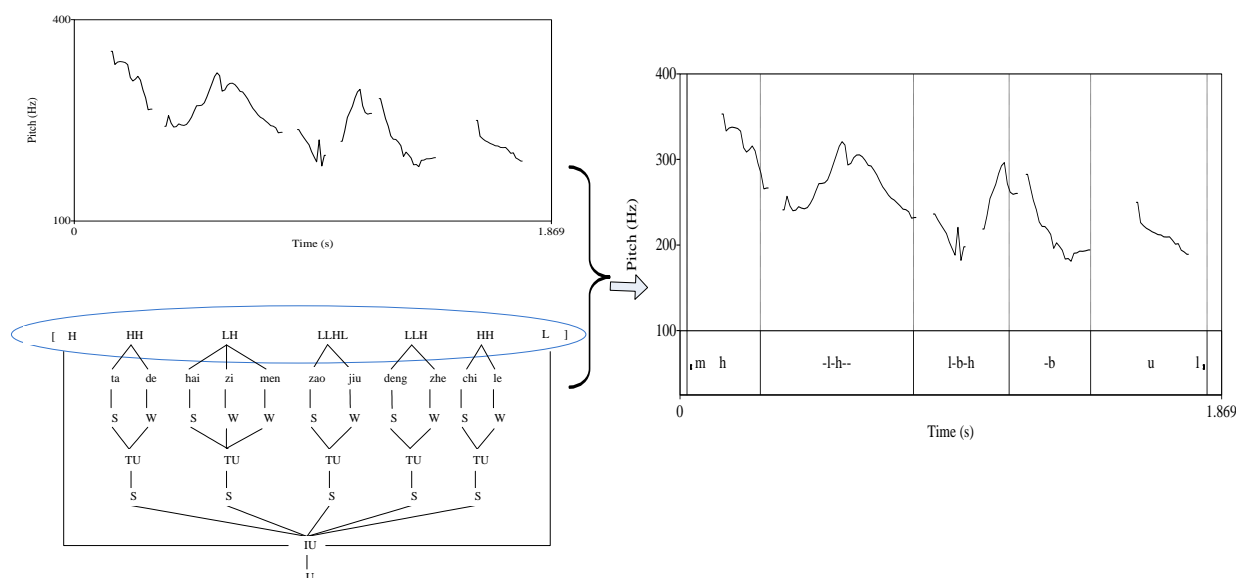 400
Pitch (Hz)
100
0
1.869
Time (s)
[ H HH LH LLHL LLH HH L ]
ta de hai zi men zao jiu deng zhe chi le
S W S W W S W S W S W
TU TU TU TU TU
S S S S S
IU
U
400
300
200
100
Pitch (Hz)
m h -l-h-- l-b-h -b u l
0
1.869
Time (s)